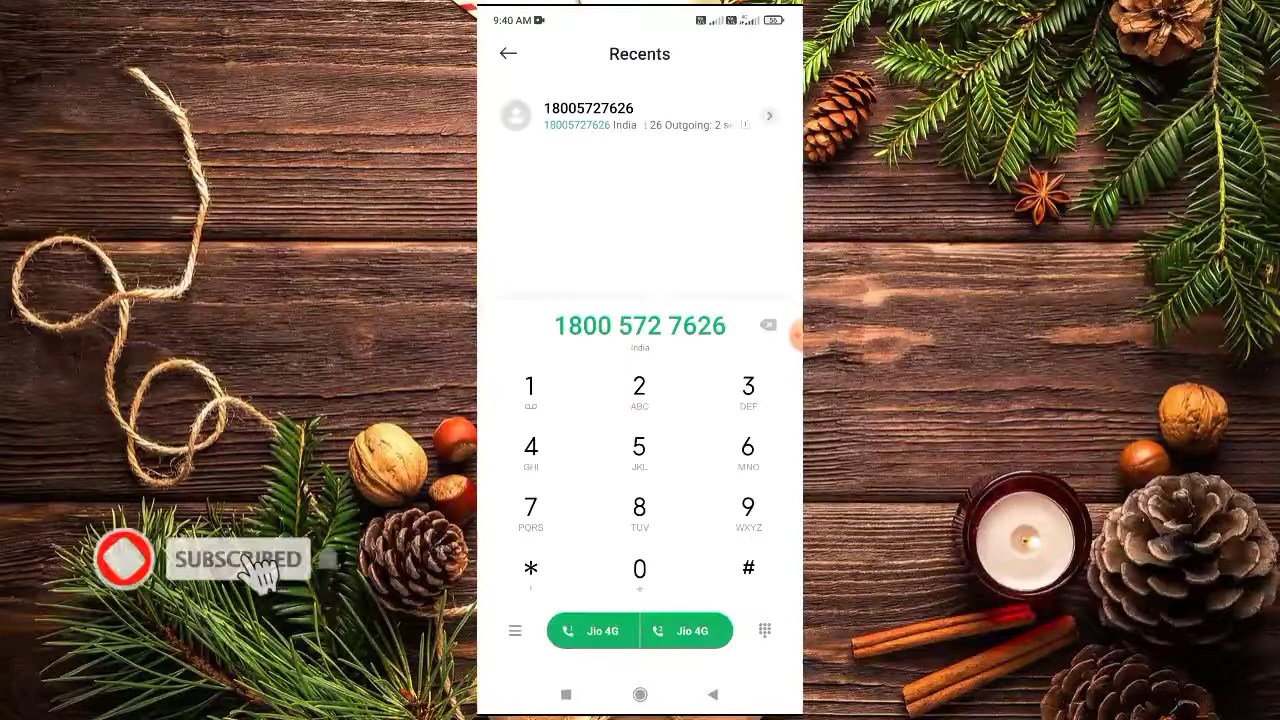 9:40 AM
56
Recents
18005727626
18005727626 India 26 Outgoing: 2
1800 572 7626
India
1 2 3
ABC DEF
4 5 6
GHI JKL MNO
7 8 9
PQRS TUV WXYZ
* 0 #
, +
SUBSCRIBED
Jio 4G Jio 4G